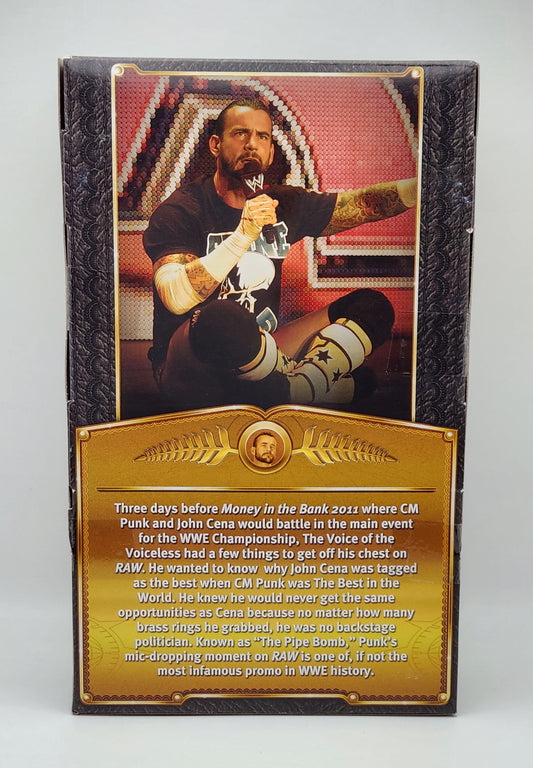 W
Three days before Money in the Bank 2011 where CM
Punk and John Cena would battle in the main event
for the WWE Championship, The Voice of the
Voiceless had a few things to get off his chest on
RAW. He wanted to know why John Cena was tagged
as the best when CM Punk was The Best in the
World. He knew he would never get the same
opportunities as Cena because no matter how many
brass rings he grabbed, he was no backstage
politician. Known as “The Pipe Bomb,” Punk’s
mic-dropping moment on RAW is one of, if not the
most infamous promo in WWE history.